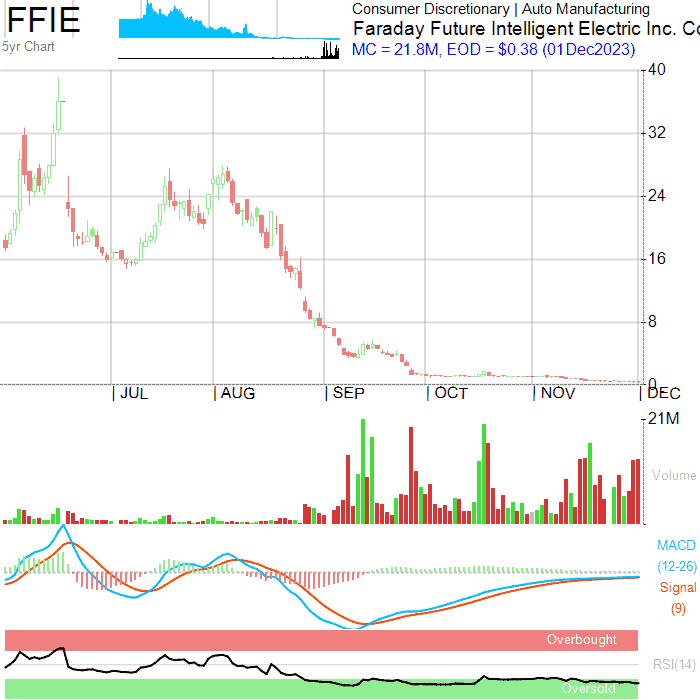 FFIE
5yr Chart
Consumer Discretionary | Auto Manufacturing
Faraday Future Intelligent Electric Inc. Co
MC = 21.8M, EOD = $0.38 (01Dec2023)
40
32
24
16
8
0
| JUL | AUG | SEP | OCT | NOV | DEC
21M
Volume
MACD
(12-26)
Signal
(9)
Overbought
RSI(14)
Oversold